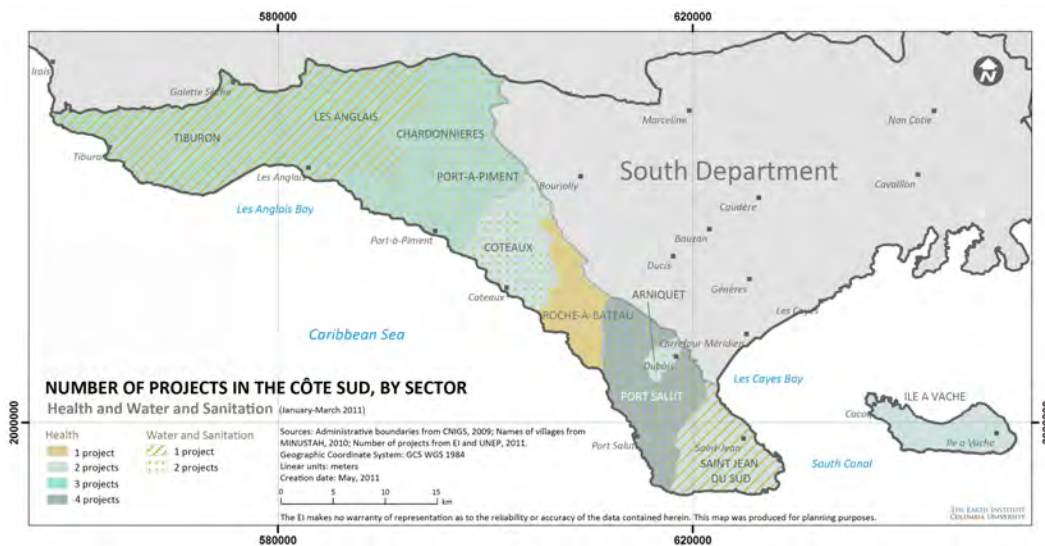 580000
620000
Irois
Galette Sèche
Marceline
Nan Cotie
LES ANGLAIS
TIBURON
CHARDONNIERES
Tiburon
Les Anglais
PORT-A-PIMENT
Bourjolly
South Department
Cavaillon
Les Anglais Bay
Caudère
Port-à-Piment
COTEAUX
Bauzan
Ducis
Coteaux
ARNIQUET
Généres
ROCHE-À-BATEAU
Les Cayes
Caribbean Sea
Carrefour Méridien
Dubois
Les Cayes Bay
NUMBER OF PROJECTS IN THE CÔTE SUD, BY SECTOR
PORT SALUT
ILE A VACHE
Health and Water and Sanitation (January-March 2011)
2000000
2000000
Health
Water and Sanitation
1 project
2 projects
3 projects
4 projects
1 project
2 projects
Sources: Administrative boundaries from CNIGS, 2009; Names of villages from
MINUSTAH, 2010; Number of projects from EI and UNEP, 2011.
Geographic Coordinate System: GCS WGS 1984
Linear units: meters
Creation date: May, 2011
0 5 10 15
km
Port Salut
Saint-Jean
SAINT JEAN
DU SUD
Ile a Vache
South Canal
The EI makes no warranty of representation as to the reliability or accuracy of the data contained herein. This map was produced for planning purposes.
THE EARTH INSTITUTE
COLUMBIA UNIVERSITY
580000
620000
N